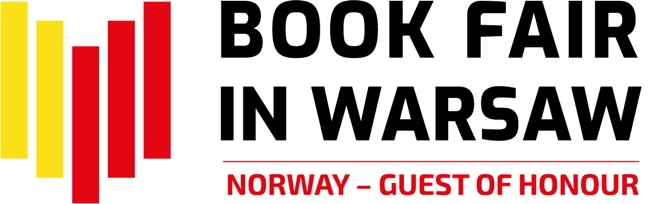 BOOK FAIR
IN WARSAW
NORWAY – GUEST OF HONOUR